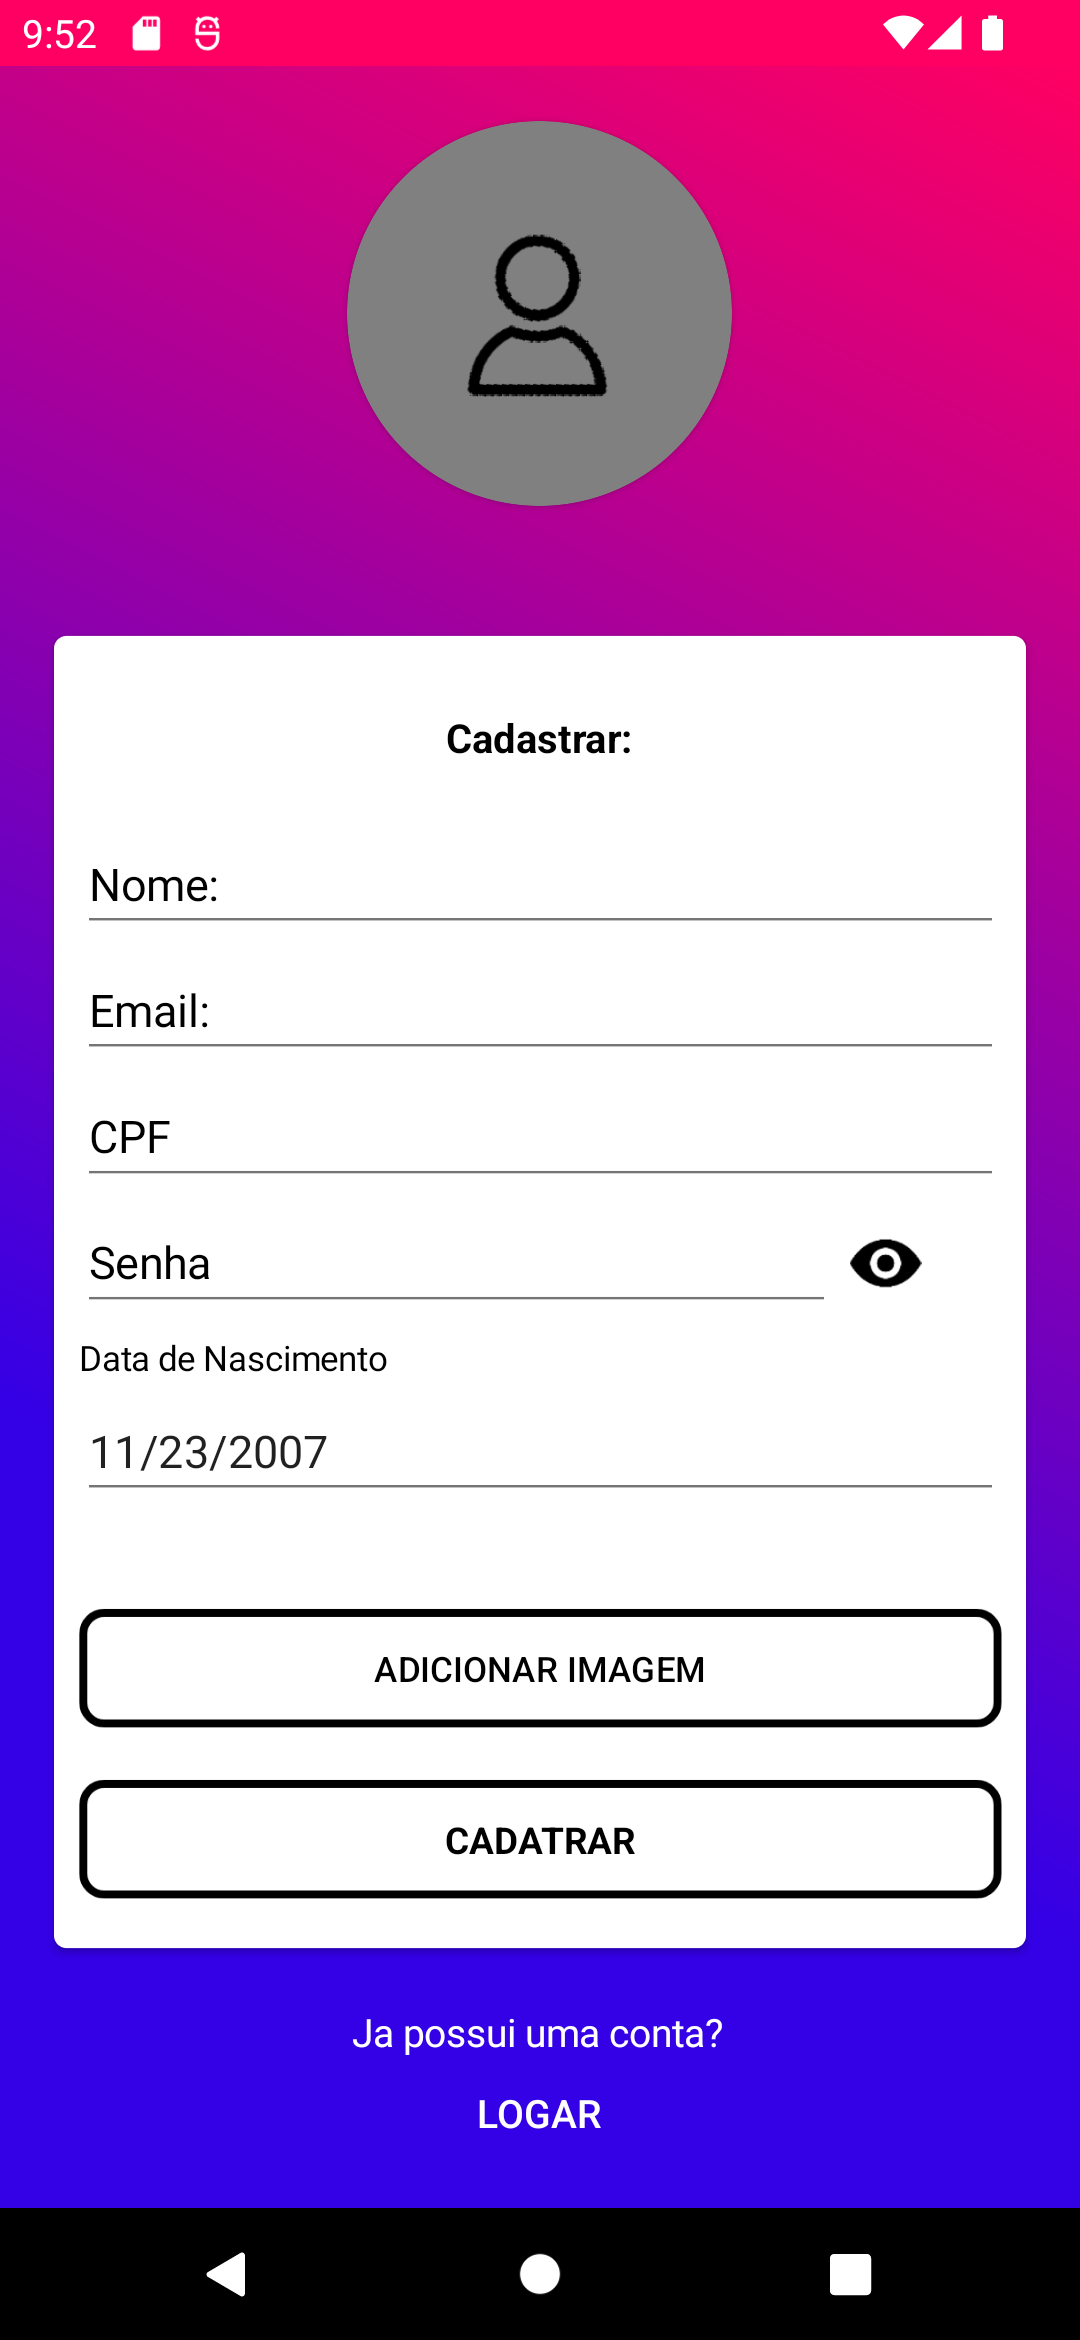 9:52
Cadastrar:
Nome:
Email:
CPF
Senha
Data de Nascimento
11/23/2007
ADICIONAR IMAGEM
CADATRAR
Ja possui uma conta?
LOGAR